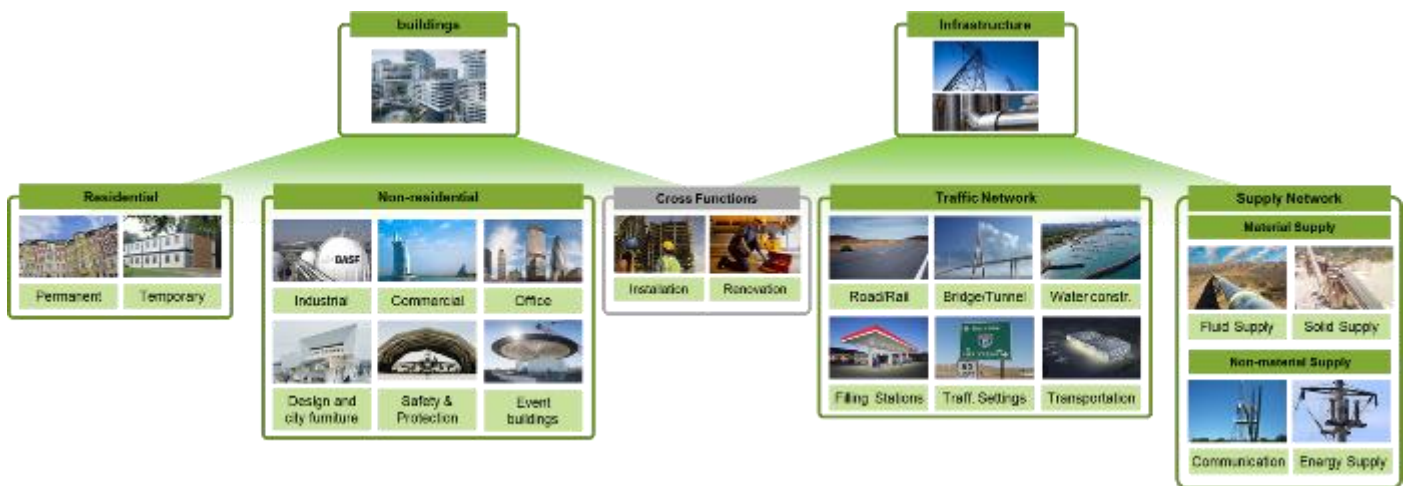 buildings
Infrastructure
Residential
Permanent
Temporary
Non-residential
BASF
Industrial
Commercial
Office
Design and
city furniture
Safety &
Protection
Event
buildings
Cross Functions
Installation
Renovation
Traffic Network
Road/Rail
Bridge/Tunnel
Water constr.
Filling Stations
Traff. Settings
Transportation
Supply Network
Material Supply
Fluid Supply
Solid Supply
Non-material Supply
Communication
Energy Supply